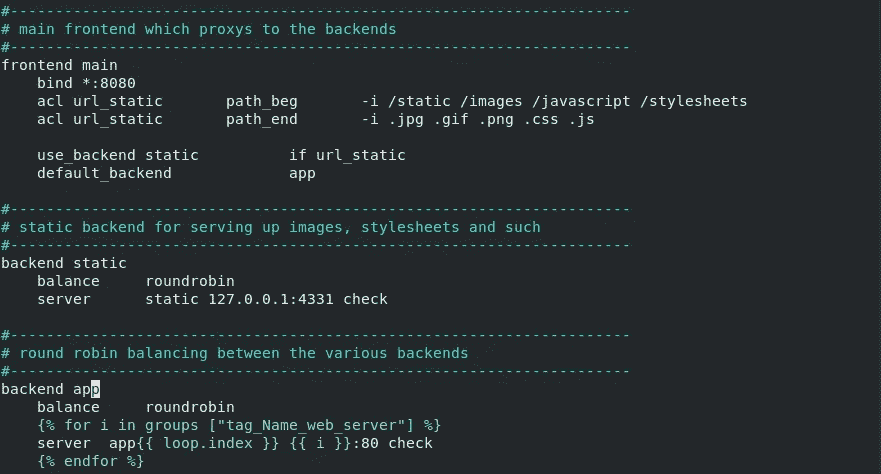 #---------------------------------------------------------------------
# main frontend which proxys to the backends
#---------------------------------------------------------------------
frontend main
    bind *:8080
    acl url_static       path_beg       -i /static /images /javascript /stylesheets
    acl url_static       path_end       -i .jpg .gif .png .css .js

    use_backend static          if url_static
    default_backend             app

#---------------------------------------------------------------------
# static backend for serving up images, stylesheets and such
#---------------------------------------------------------------------
backend static
    balance     roundrobin
    server      static 127.0.0.1:4331 check

#---------------------------------------------------------------------
# round robin balancing between the various backends
#---------------------------------------------------------------------
backend app
    balance     roundrobin
    {% for i in groups ["tag_Name_web_server"] %}
    server  app{{ loop.index }} {{ i }}:80 check
    {% endfor %}